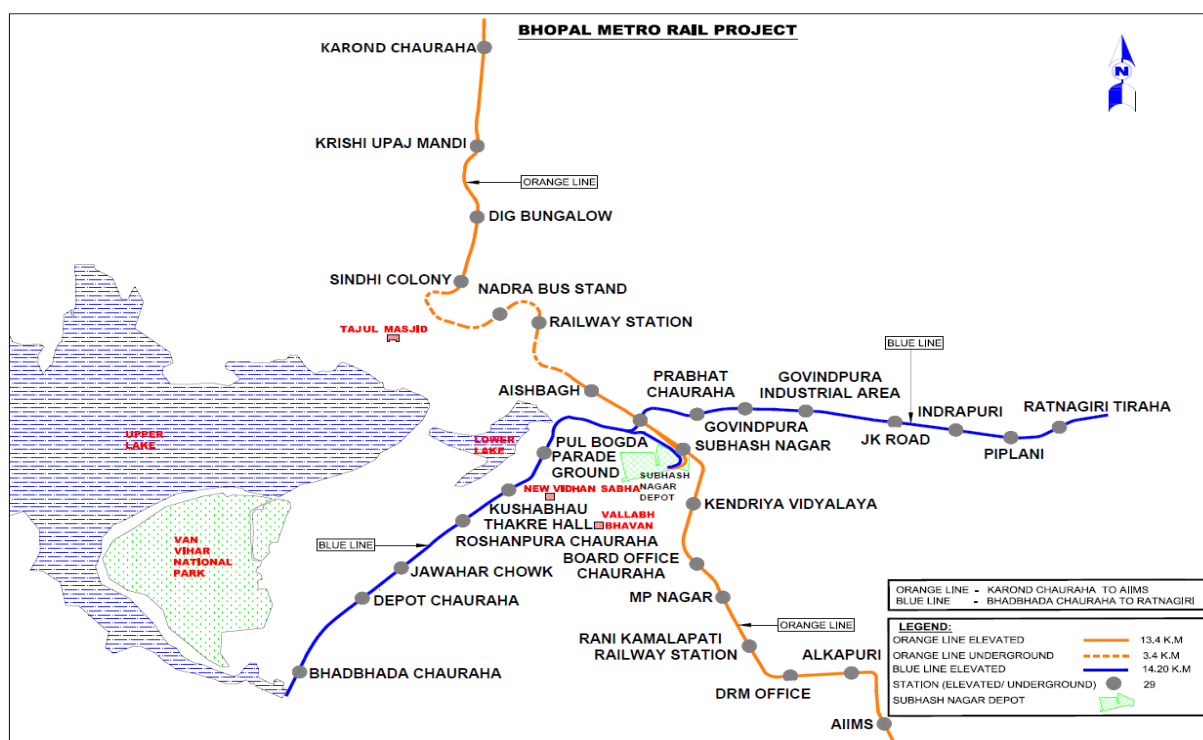 BHOPAL METRO RAIL PROJECT
N
KAROND CHAURAHA
KRISHI UPAJ MANDI
ORANGE LINE
DIG BUNGALOW
SINDHI COLONY
NADRA BUS STAND
TAJUL MASJID
RAILWAY STATION
BLUE LINE
AISHBAGH
PRABHAT
CHAURAHA
GOVINDPURA
INDUSTRIAL AREA
GOVINDPURA
JK ROAD
INDRAPURI
RATNAGIRI TIRAHA
PIPLANI
UPPER
LAKE
LOWER
LAKE
PUL BOGDA
PARADE
GROUND
SUBHASH NAGAR
SUBHASH
NAGAR
DEPOT
NEW VIDHAN SABHA
KUSHABHAU
THAKRE HALL
VALLABH
BHAVAN
KENDRIYA VIDYALAYA
ROSHANPURA CHAURAHA
BLUE LINE
VAN
VIHAR
NATIONAL
PARK
JAWAHAR CHOWK
BOARD OFFICE
CHAURAHA
DEPOT CHAURAHA
MP NAGAR
ORANGE LINE
RANI KAMALAPATI
RAILWAY STATION
BHADBHADA CHAURAHA
ALKAPURI
DRM OFFICE
AIIMS
ORANGE LINE - KAROND CHAURAHA TO AIIMS
BLUE LINE - BHADBHADA CHAURAHA TO RATNAGIRI
LEGEND:
ORANGE LINE ELEVATED 13.4 K.M
ORANGE LINE UNDERGROUND 3.4 K.M
BLUE LINE ELEVATED 14.20 K.M
STATION (ELEVATED/ UNDERGROUND) 29
SUBHASH NAGAR DEPOT